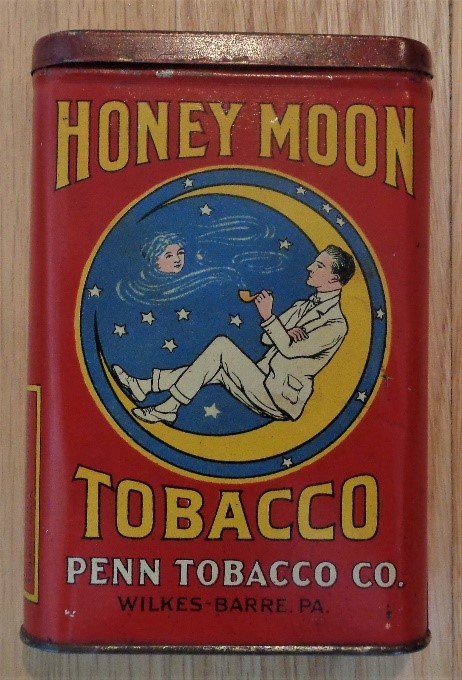 HONEY MOON
TOBACCO
PENN TOBACCO CO.
WILKES-BARRE. PA.